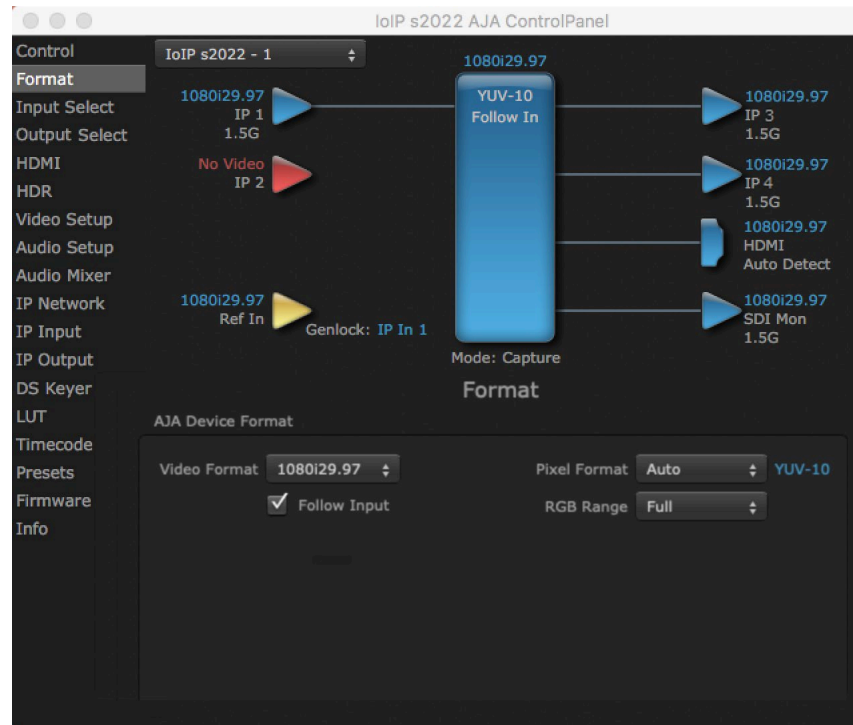 IoIP s2022 AJA ControlPanel
Control
Format
Input Select
Output Select
HDMI
HDR
Video Setup
Audio Setup
Audio Mixer
IP Network
IP Input
IP Output
DS Keyer
LUT
Timecode
Presets
Firmware
Info
IoIP s2022 - 1
1080i29.97
IP 1
1.5G
No Video
IP 2
1080i29.97
Ref In
Genlock: IP In 1
1080i29.97
YUV-10
Follow In
Mode: Capture
1080i29.97
IP 3
1.5G
1080i29.97
IP 4
1.5G
1080i29.97
HDMI
Auto Detect
1080i29.97
SDI Mon
1.5G
Format
AJA Device Format
Video Format 1080i29.97
Follow Input
Pixel Format Auto YUV-10
RGB Range Full